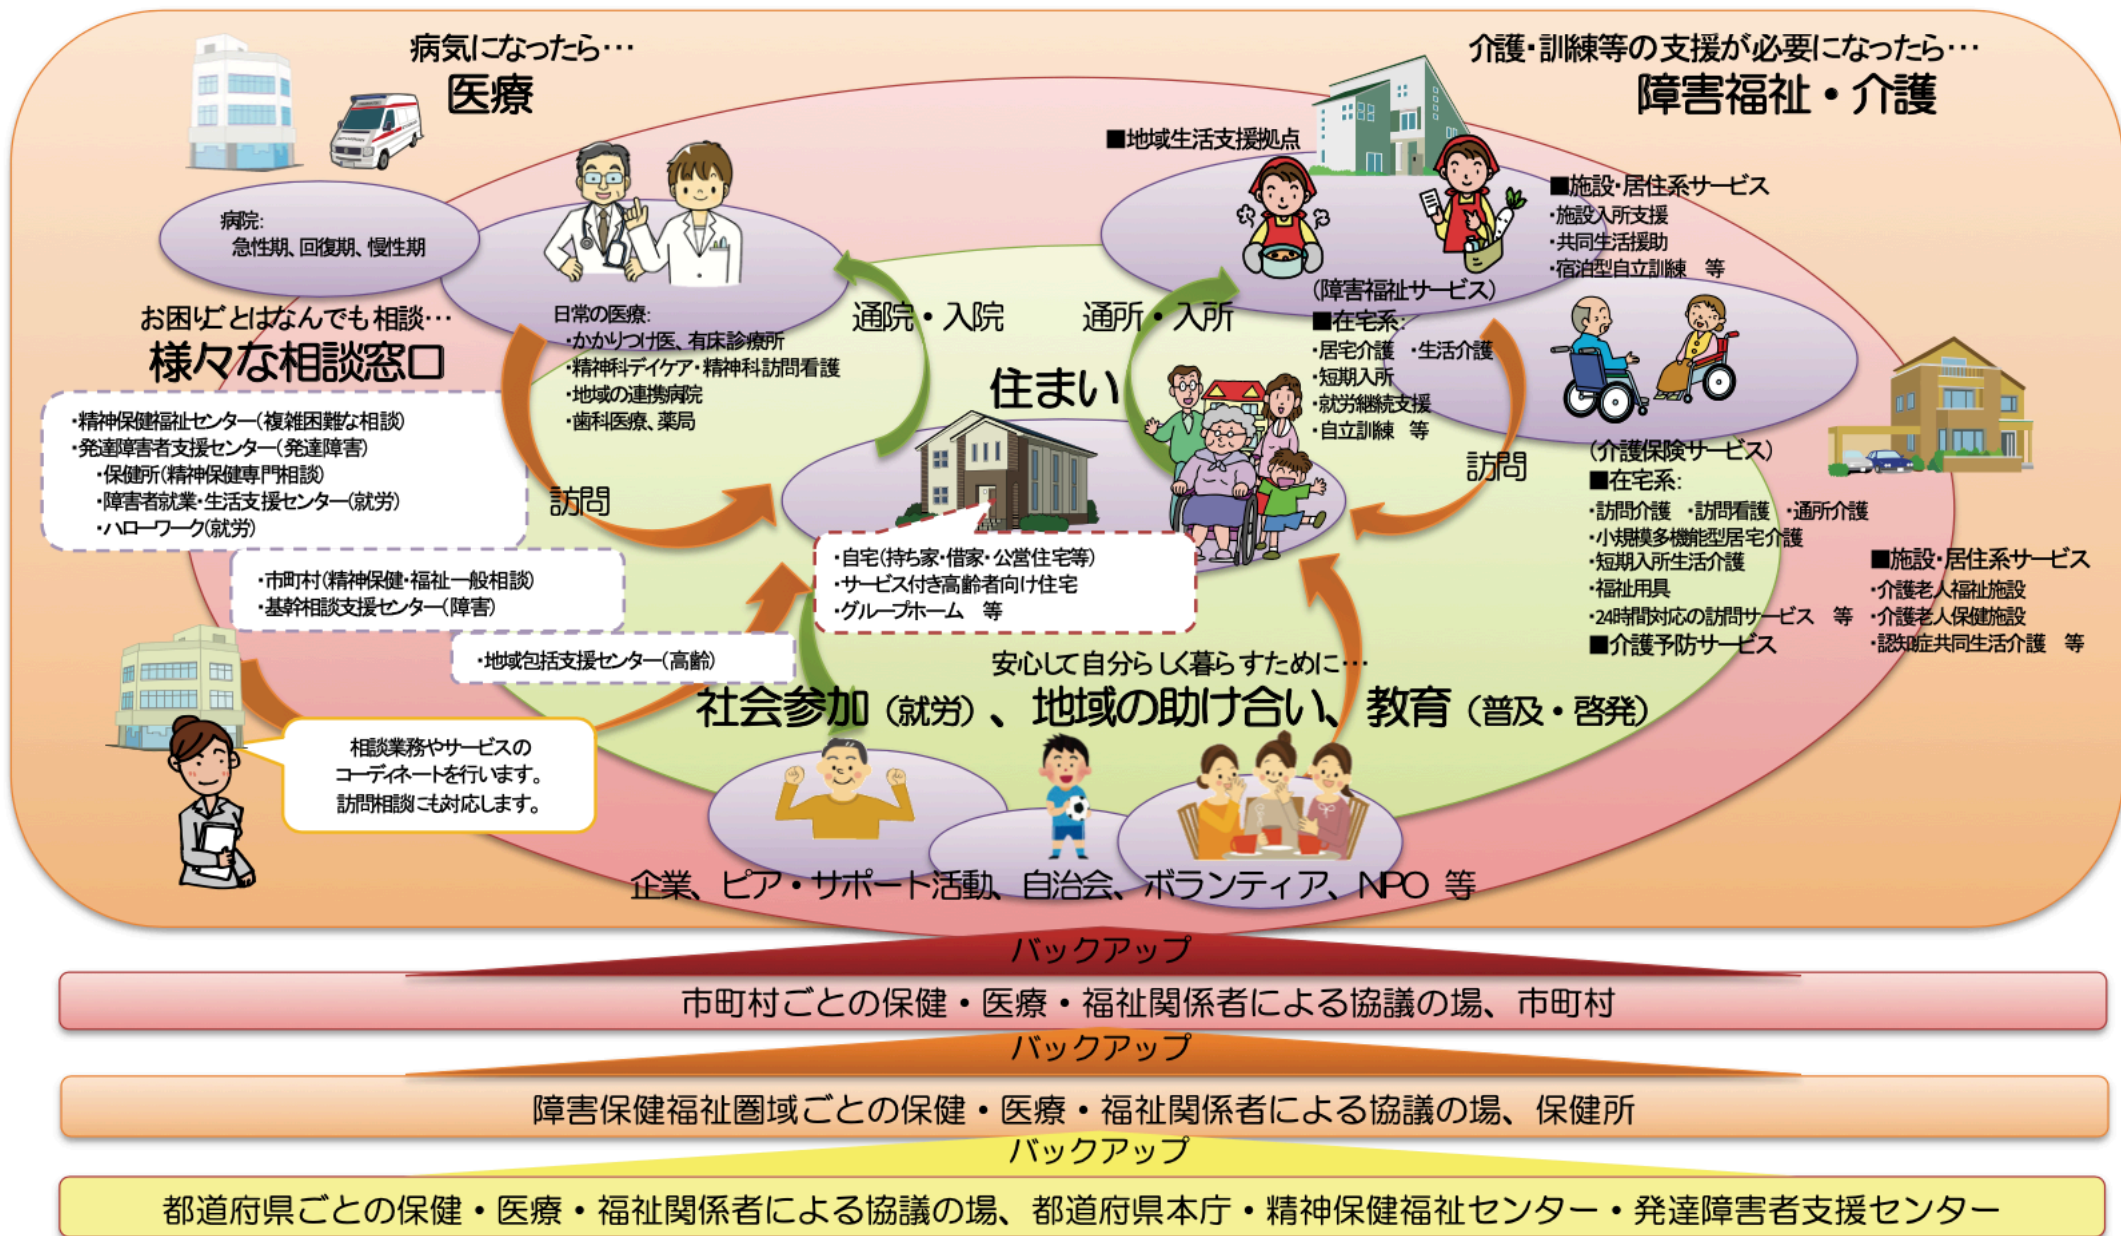 病気になったら…
医療
介護・訓練等の支援が必要になったら…
障害福祉・介護
病院:
急性期、回復期、慢性期
日常の医療:
・かかりつけ医、有床診療所
・精神科デイケア・精神科訪問看護
・地域の連携病院
・歯科医療、薬局
■地域生活支援拠点
■施設・居住系サービス
・施設入所支援
・共同生活援助
・宿泊型自立訓練 等
(障害福祉サービス)
■在宅系:
・居宅介護 ・生活介護
・短期入所
・就労継続支援
・自立訓練 等
お困りごとはなんでも相談…
様々な相談窓口
・精神保健福祉センター(複雑困難な相談)
・発達障害者支援センター(発達障害)
・保健所(精神保健専門相談)
・障害者就業・生活支援センター(就労)
・ハローワーク(就労)
・市町村(精神保健・福祉一般相談)
・基幹相談支援センター(障害)
・地域包括支援センター(高齢)
通院・入院
通所・入所
住まい
訪問
訪問
・自宅(持ち家・借家・公営住宅等)
・サービス付き高齢者向け住宅
・グループホーム 等
(介護保険サービス)
■在宅系:
・訪問介護 ・訪問看護 ・通所介護
・小規模多機能型居宅介護
・短期入所生活介護
・福祉用具
・24時間対応の訪問サービス 等
■介護予防サービス
■施設・居住系サービス
・介護老人福祉施設
・介護老人保健施設
・認知症共同生活介護 等
相談業務やサービスの
コーディネートを行います。
訪問相談にも対応します。
安心して自分らしく暮らすために…
社会参加(就労)、地域の助け合い、教育(普及・啓発)
企業、ピア・サポート活動、自治会、ボランティア、NPO 等
バックアップ
市町村ごとの保健・医療・福祉関係者による協議の場、市町村
バックアップ
障害保健福祉圏域ごとの保健・医療・福祉関係者による協議の場、保健所
バックアップ
都道府県ごとの保健・医療・福祉関係者による協議の場、都道府県本庁・精神保健福祉センター・発達障害者支援センター